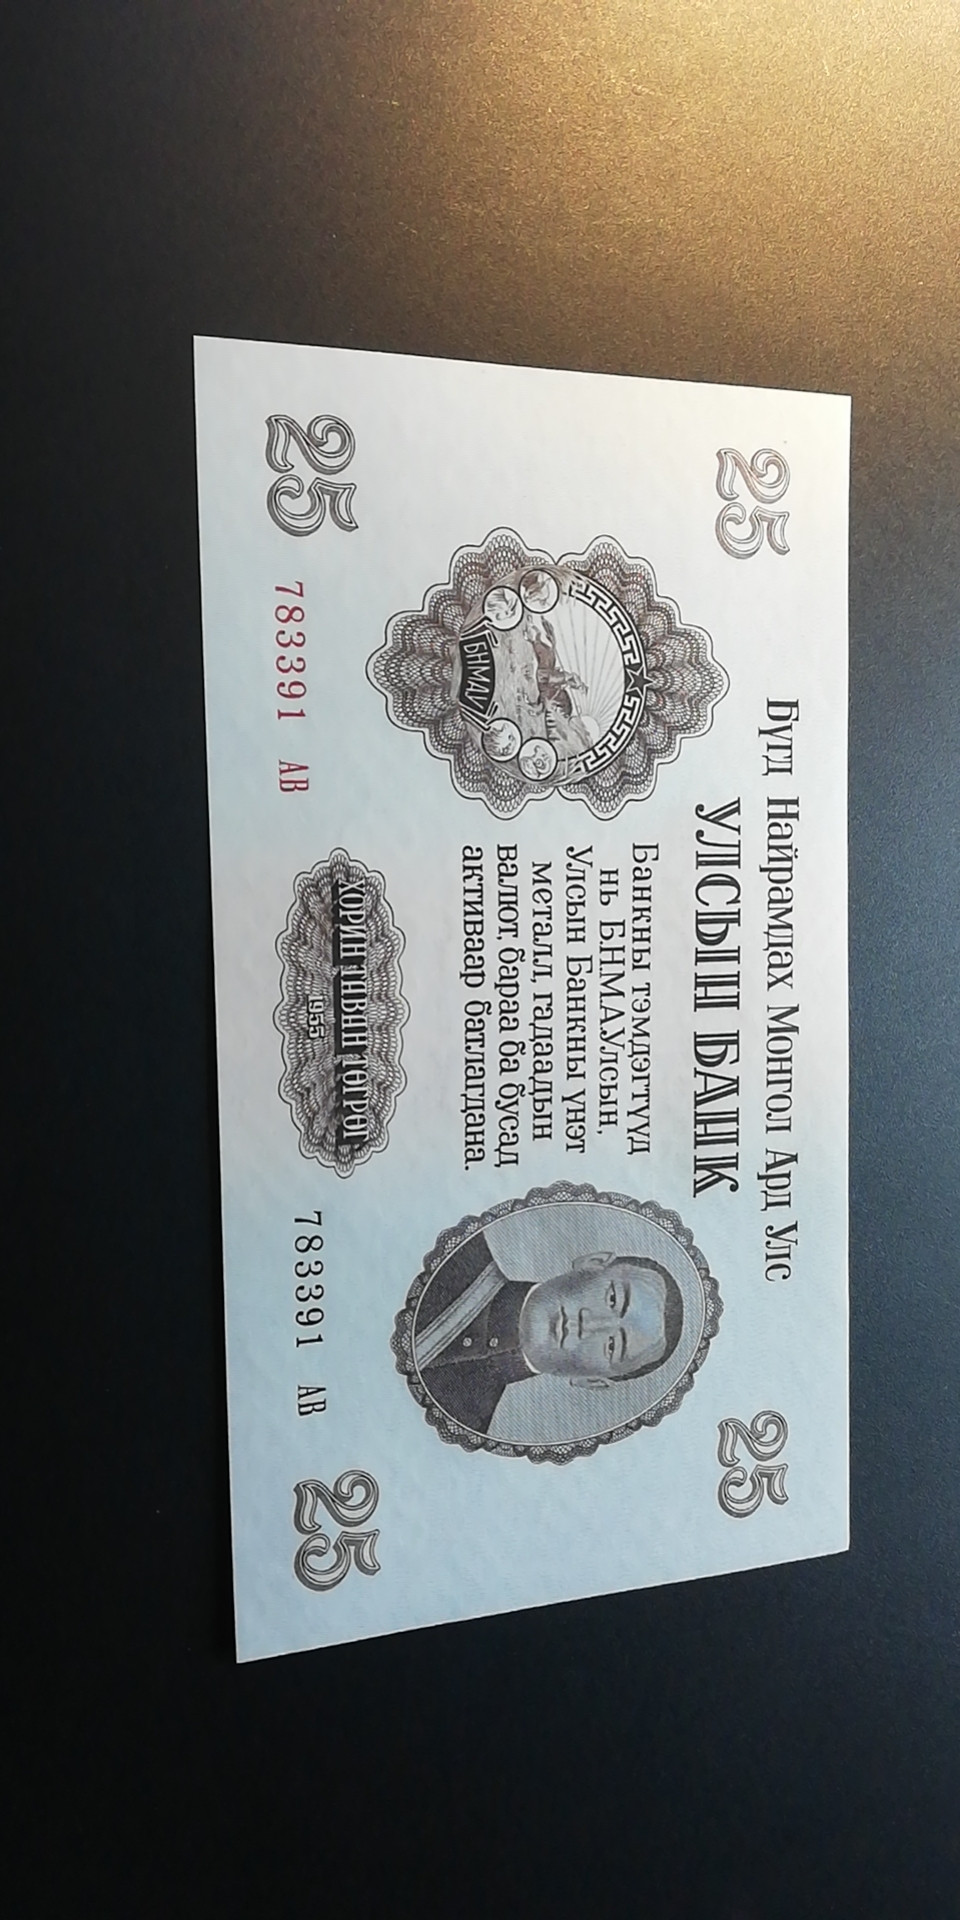 Бүгд Найрамдах Монгол Ард Улс
УЛСЫН БАНК
25
25
Банкны тэмдэгтүүд
нь БНМАУлсын,
Улсын Банкны үнэт
металл, гадаадын
валют, бараа ба бусад
активаар батлагдана.
БНМАУ
25
783391 АВ
ХОРИН ТАВАН ТӨГРӨГ
1955
783391 АВ
25